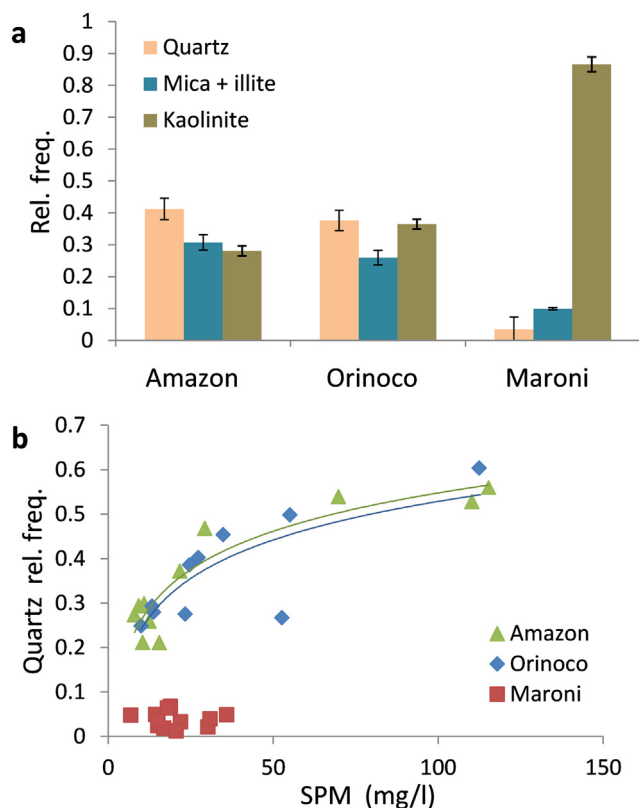 a
1
0.9
0.8
0.7
0.6
0.5
0.4
0.3
0.2
0.1
0
Rel. freq.
Quartz
Mica + illite
Kaolinite
Amazon Orinoco Maroni
b
0.7
0.6
0.5
0.4
0.3
0.2
0.1
0
Quartz rel. freq.
Amazon
Orinoco
Maroni
0 50 100 150
SPM (mg/l)